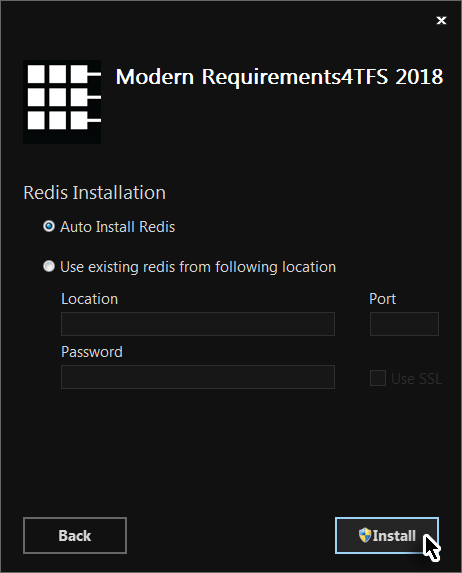 Modern Requirements4TFS 2018
Redis Installation
Auto Install Redis
Use existing redis from following location
Location Port
Password
Use SSL
Back Install